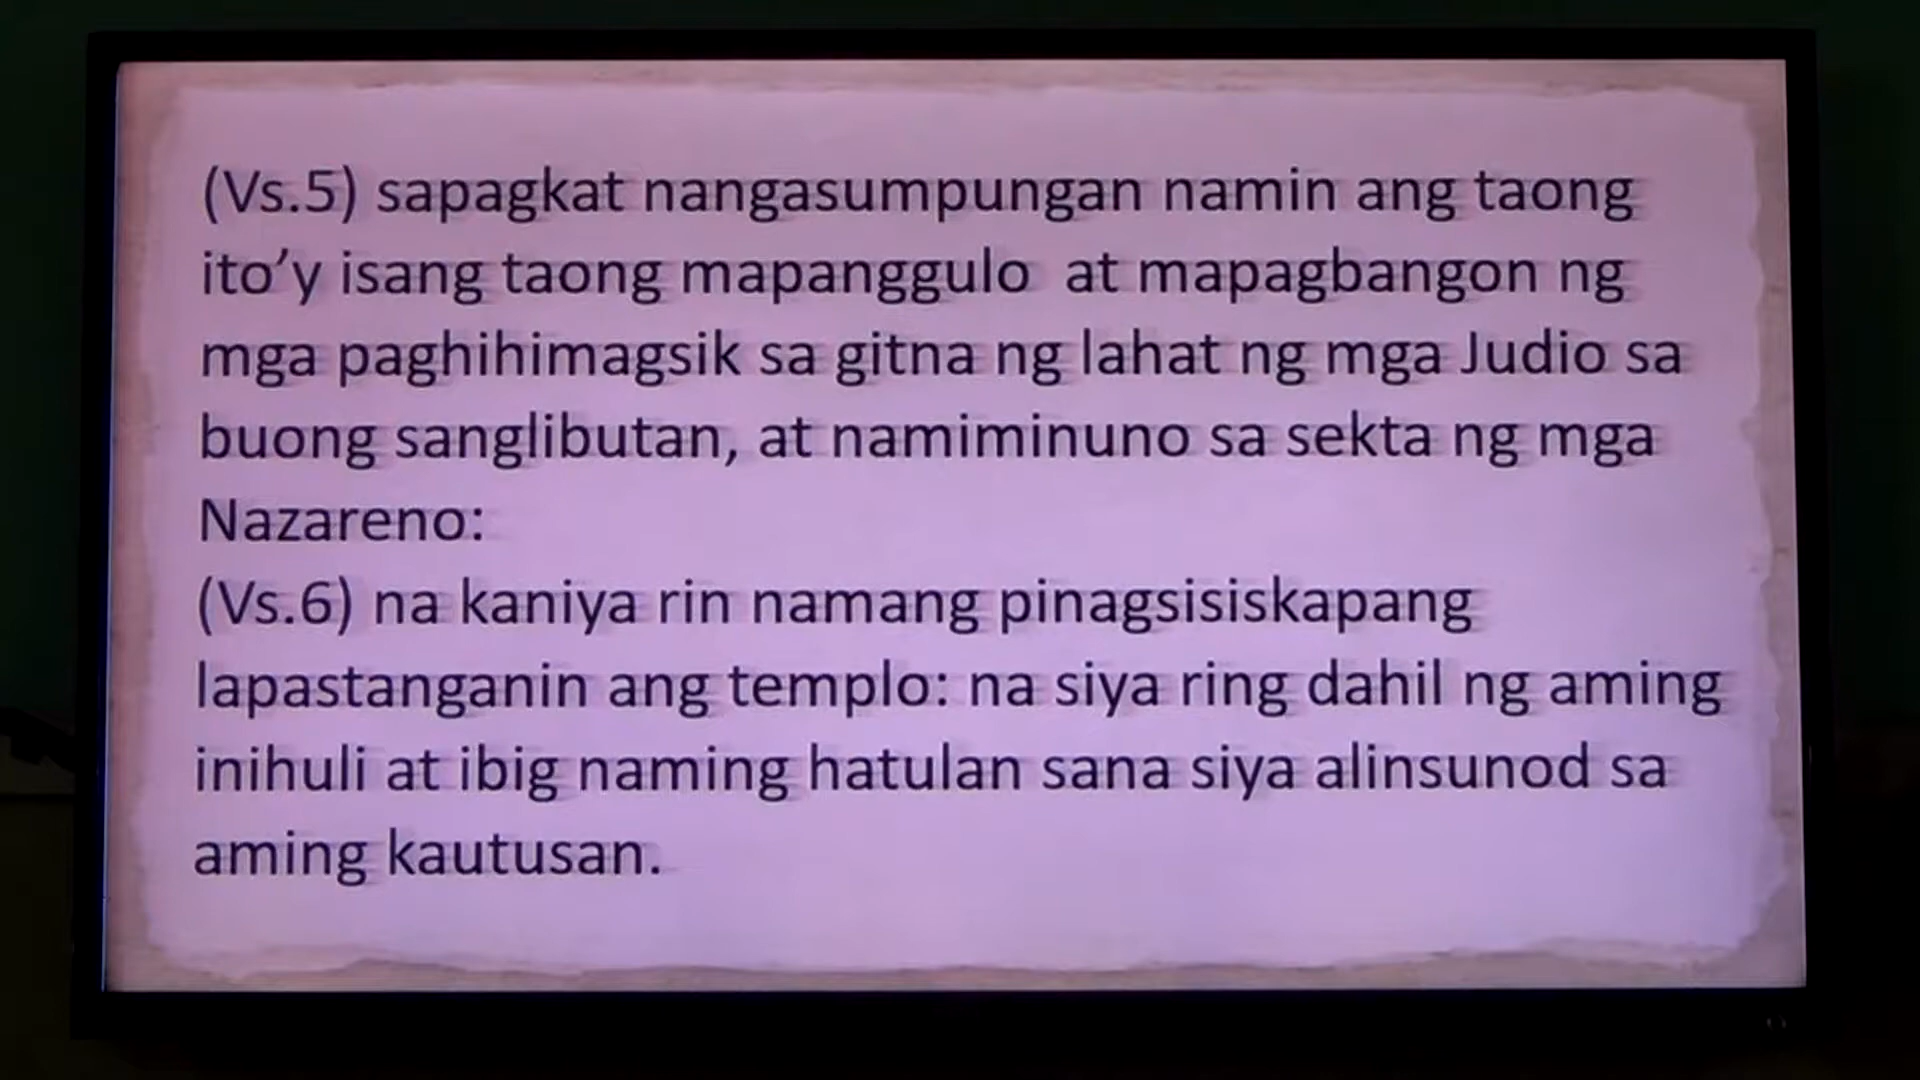 (Vs.5) sapagkat nangasumpungan namin ang taong
ito’y isang taong mapanggulo at mapagbangon ng
mga paghihimagsik sa gitna ng lahat ng mga Judio sa
buong sanglibutan, at namiminuno sa sekta ng mga
Nazareno:
(Vs.6) na kaniya rin namang pinagsisiskapang
lapastanganin ang templo: na siya ring dahil ng aming
inihuli at ibig naming hatulan sana siya alinsunod sa
aming kautusan.